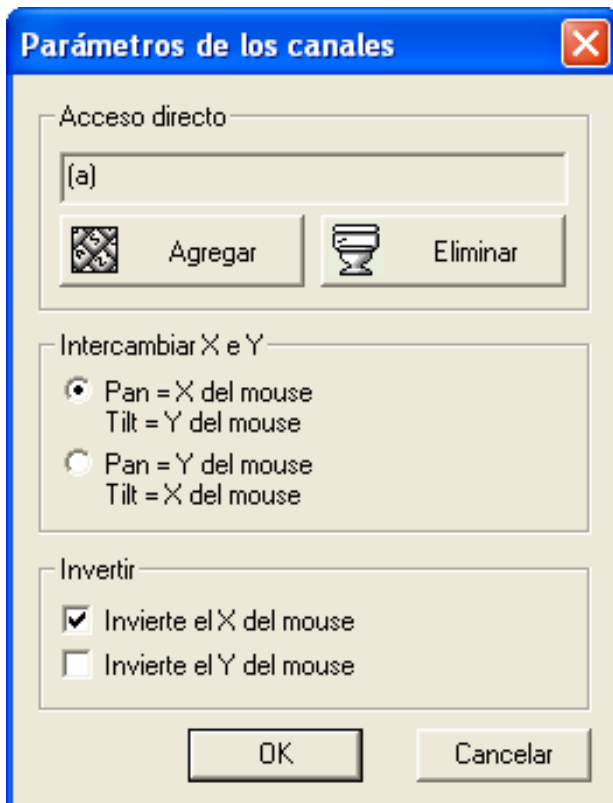 Parámetros de los canales
Acceso directo
(a)
Agregar
Eliminar
Intercambiar X e Y
Pan = X del mouse
Tilt = Y del mouse
Pan = Y del mouse
Tilt = X del mouse
Invertir
Invierte el X del mouse
Invierte el Y del mouse
OK
Cancelar